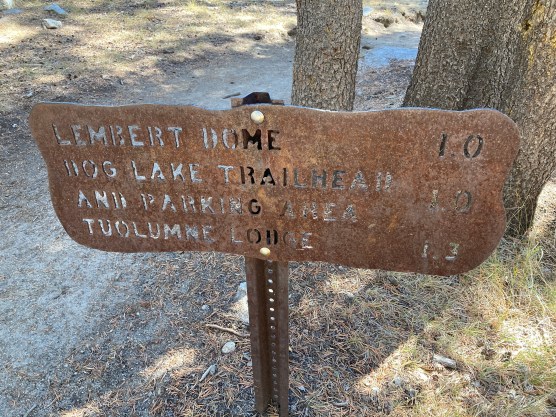 LEMBERT DOME 1.0
DOG LAKE TRAILHEAD
AND PARKING AREA 1.0
TUOLUMNE LODGE 1.3